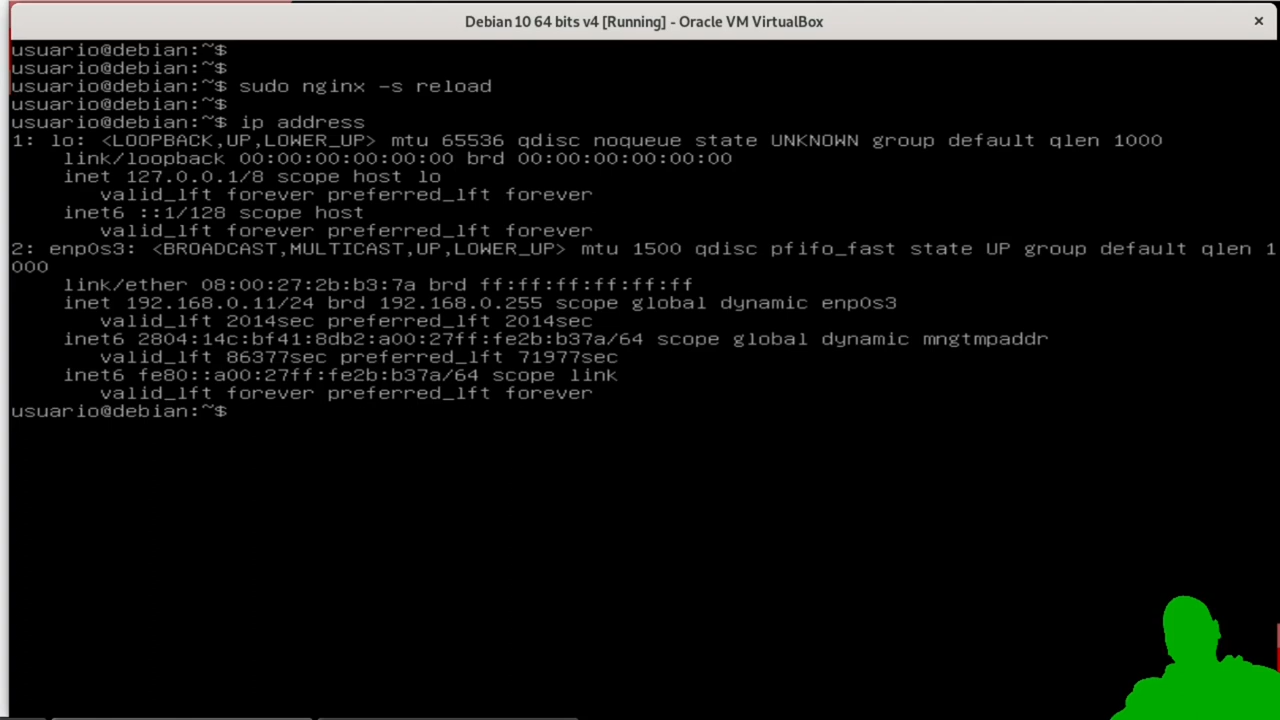 Debian 10 64 bits v4 [Running] - Oracle VM VirtualBox
×
usuario@debian:~$
usuario@debian:~$
usuario@debian:~$ sudo nginx -s reload
usuario@debian:~$
usuario@debian:~$ ip address
1: lo: <LOOPBACK,UP,LOWER_UP> mtu 65536 qdisc noqueue state UNKNOWN group default qlen 1000
    link/loopback 00:00:00:00:00:00 brd 00:00:00:00:00:00
    inet 127.0.0.1/8 scope host lo
       valid_lft forever preferred_lft forever
    inet6 ::1/128 scope host
       valid_lft forever preferred_lft forever
2: enp0s3: <BROADCAST,MULTICAST,UP,LOWER_UP> mtu 1500 qdisc pfifo_fast state UP group default qlen 1
000
    link/ether 08:00:27:2b:b3:7a brd ff:ff:ff:ff:ff:ff
    inet 192.168.0.11/24 brd 192.168.0.255 scope global dynamic enp0s3
       valid_lft 2014sec preferred_lft 2014sec
    inet6 2804:14c:bf41:8db2:a00:27ff:fe2b:b37a/64 scope global dynamic mngtmpaddr
       valid_lft 86377sec preferred_lft 71977sec
    inet6 fe80::a00:27ff:fe2b:b37a/64 scope link
       valid_lft forever preferred_lft forever
usuario@debian:~$